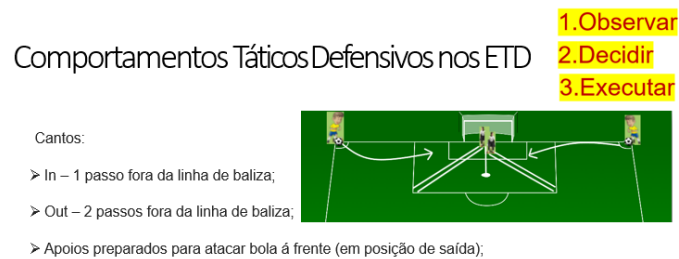 Comportamentos Táticos Defensivos nos ETD
1.Observar
2.Decidir
3.Executar
Cantos:
➢ In – 1 passo fora da linha de baliza;
➢ Out – 2 passos fora da linha de baliza;
➢ Apoios preparados para atacar bola á frente (em posição de saída);